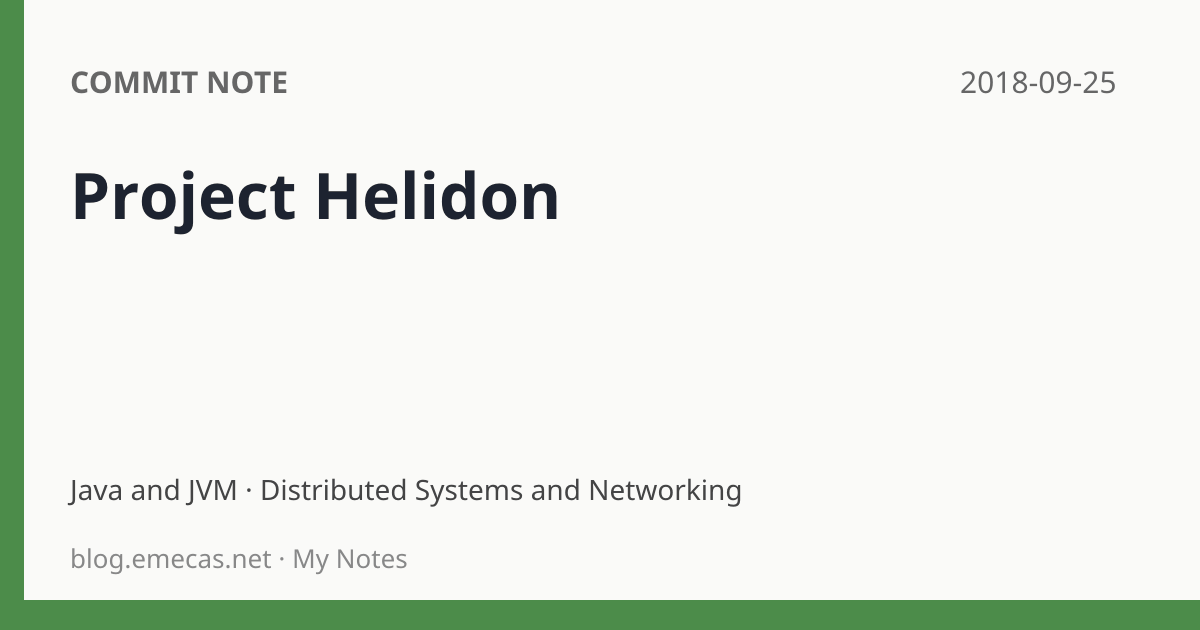 COMMIT NOTE
2018-09-25
Project Helidon
Java and JVM · Distributed Systems and Networking
blog.emecas.net · My Notes